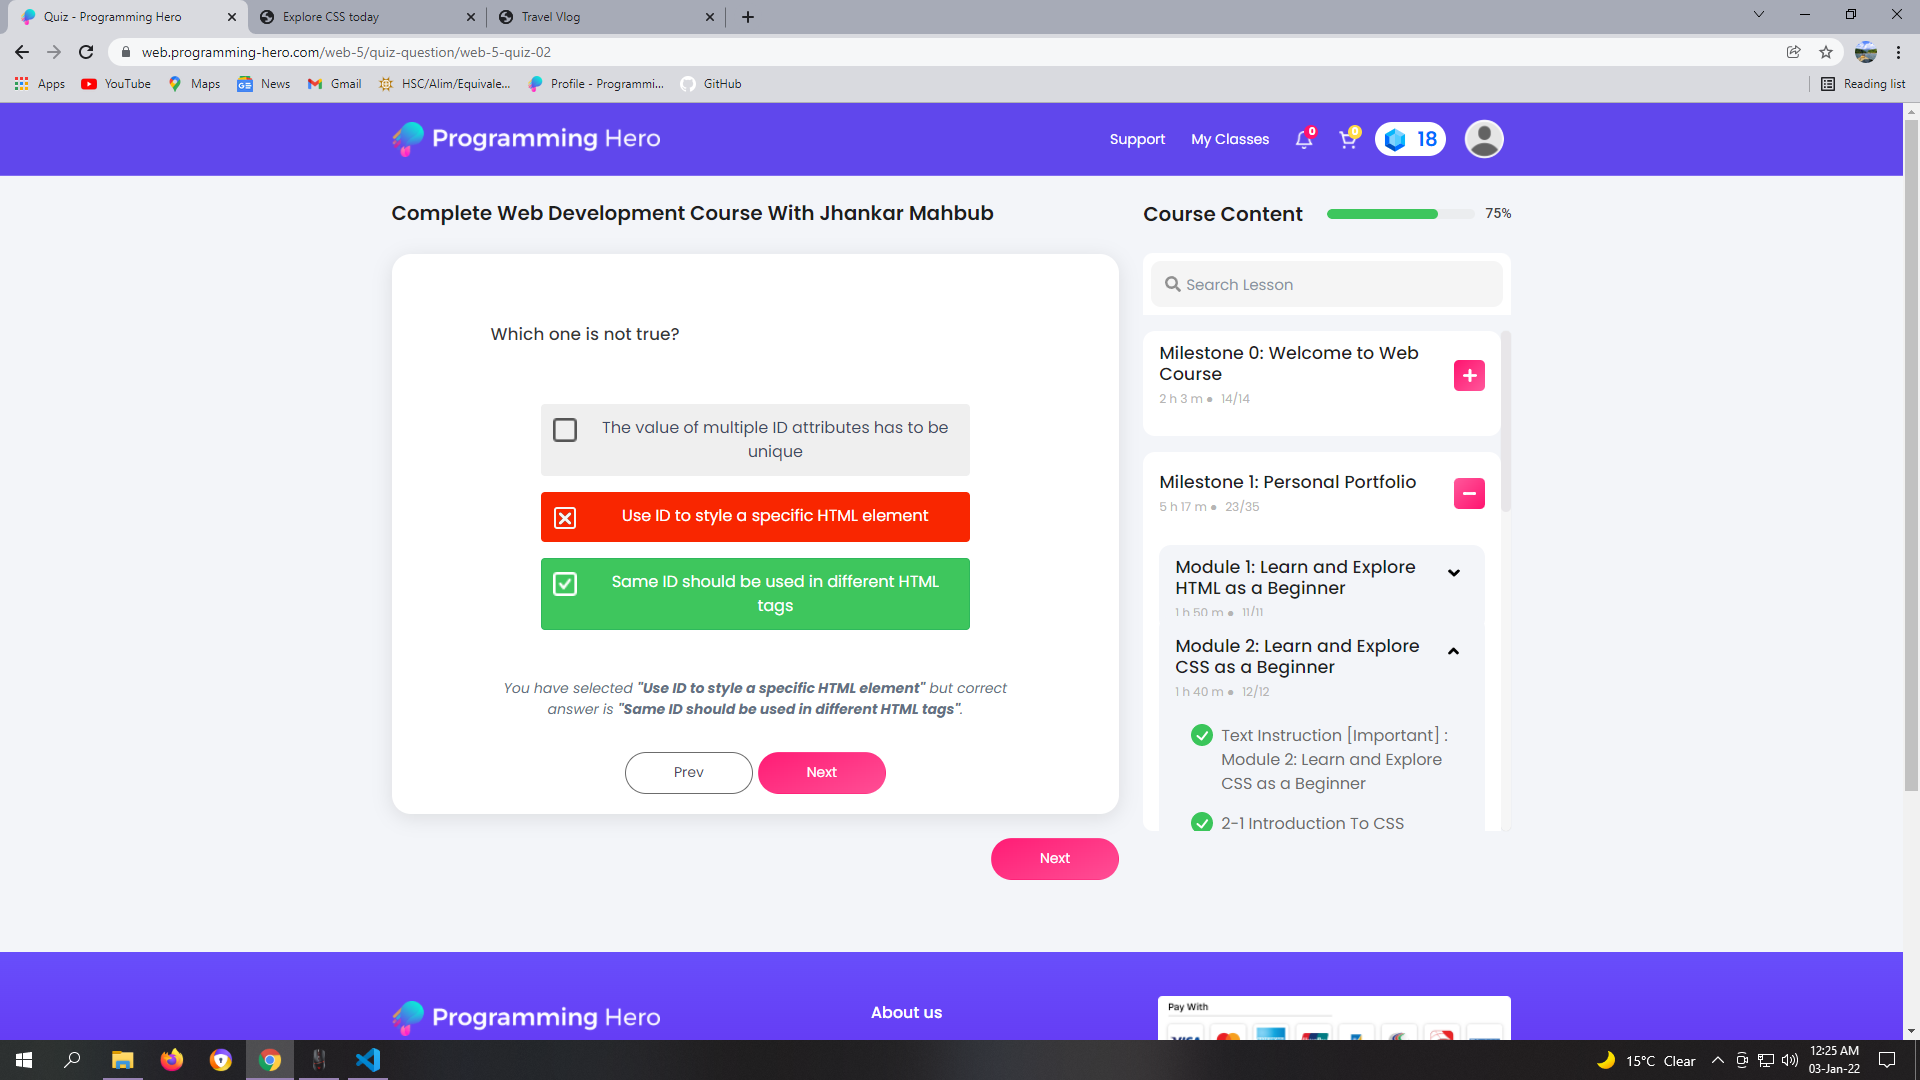 Quiz - Programming Hero
Explore CSS today
Travel Vlog
web.programming-hero.com/web-5/quiz-question/web-5-quiz-02
Apps
YouTube
Maps
News
Gmail
HSC/Alim/Equivale...
Profile - Programmi...
GitHub
Reading list
Programming Hero
Support
My Classes
0
0
18
Complete Web Development Course With Jhankar Mahbub
Course Content
75%
Search Lesson
Which one is not true?
The value of multiple ID attributes has to be
unique
Use ID to style a specific HTML element
Same ID should be used in different HTML
tags
You have selected "Use ID to style a specific HTML element" but correct
answer is "Same ID should be used in different HTML tags".
Prev
Next
Next
Milestone 0: Welcome to Web
Course
2 h 3 m ● 14/14
Milestone 1: Personal Portfolio
5 h 17 m ● 23/35
Module 1: Learn and Explore
HTML as a Beginner
1 h 50 m ● 11/11
Module 2: Learn and Explore
CSS as a Beginner
1 h 40 m ● 12/12
Text Instruction [Important] :
Module 2: Learn and Explore
CSS as a Beginner
2-1 Introduction To CSS
Programming Hero
About us
Pay With
VISA
15°C Clear
12:25 AM
03-Jan-22